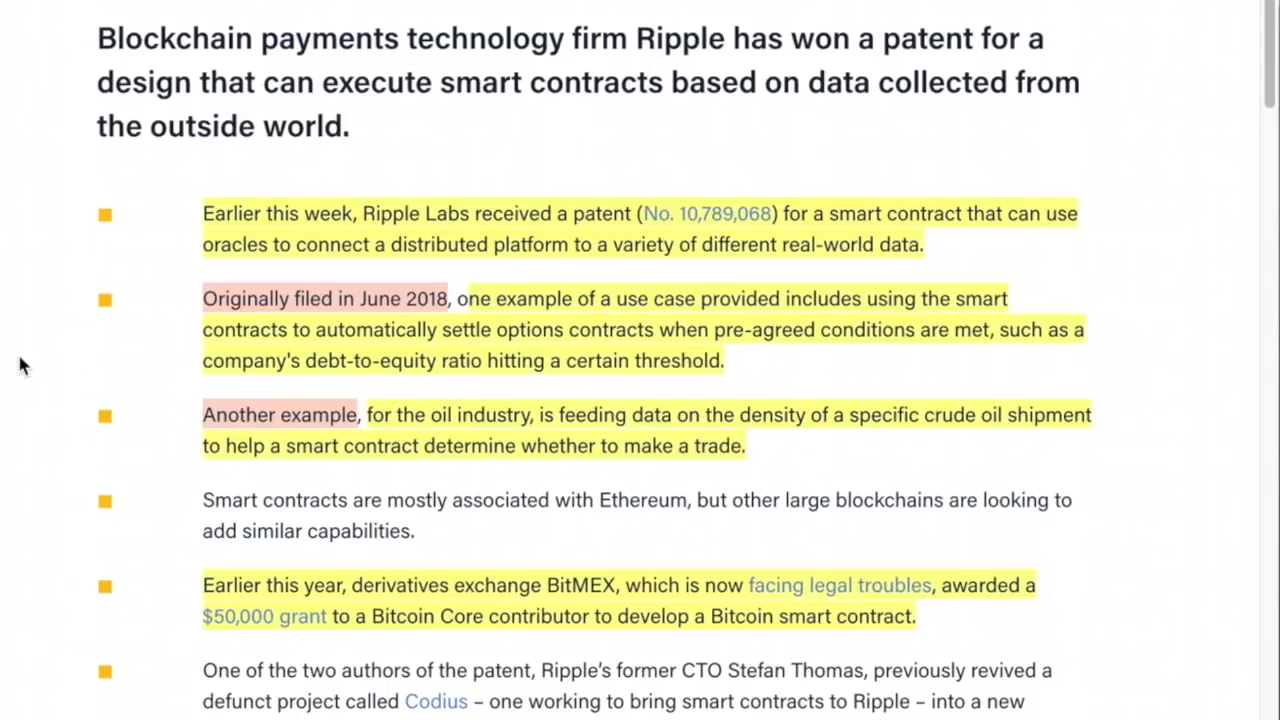 Blockchain payments technology firm Ripple has won a patent for a
design that can execute smart contracts based on data collected from
the outside world.
Earlier this week, Ripple Labs received a patent (No. 10,789,068) for a smart contract that can use
oracles to connect a distributed platform to a variety of different real-world data.
Originally filed in June 2018, one example of a use case provided includes using the smart
contracts to automatically settle options contracts when pre-agreed conditions are met, such as a
company's debt-to-equity ratio hitting a certain threshold.
Another example, for the oil industry, is feeding data on the density of a specific crude oil shipment
to help a smart contract determine whether to make a trade.
Smart contracts are mostly associated with Ethereum, but other large blockchains are looking to
add similar capabilities.
Earlier this year, derivatives exchange BitMEX, which is now facing legal troubles, awarded a
$50,000 grant to a Bitcoin Core contributor to develop a Bitcoin smart contract.
One of the two authors of the patent, Ripple’s former CTO Stefan Thomas, previously revived a
defunct project called Codius – one working to bring smart contracts to Ripple – into a new